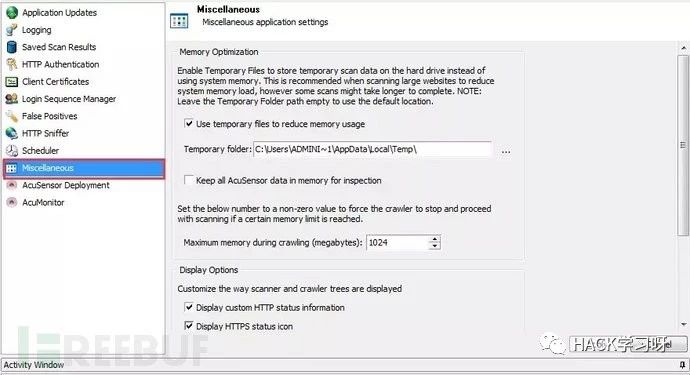 Application Updates
Logging
Saved Scan Results
HTTP Authentication
Client Certificates
Login Sequence Manager
False Positives
HTTP Sniffer
Scheduler
Miscellaneous
AcuSensor Deployment
AcuMonitor
Miscellaneous
Miscellaneous application settings
Memory Optimization
Enable Temporary Files to store temporary scan data on the hard drive instead of
using system memory. This is recommended when scanning large websites to reduce
system memory load, however some scans might take longer to complete. NOTE:
Leave the Temporary Folder path empty to use the default location.
Use temporary files to reduce memory usage
Temporary folder: C:\Users\ADMINI~1\AppData\Local\Temp\ ...
Keep all AcuSensor data in memory for inspection
Set the below number to a non-zero value to force the crawler to stop and proceed
with scanning if a certain memory limit is reached.
Maximum memory during crawling (megabytes): 1024
Display Options
Customize the way scanner and crawler trees are displayed
Display custom HTTP status information
Display HTTPS status icon
FREEBUF
HACK学习呀
Activity Window